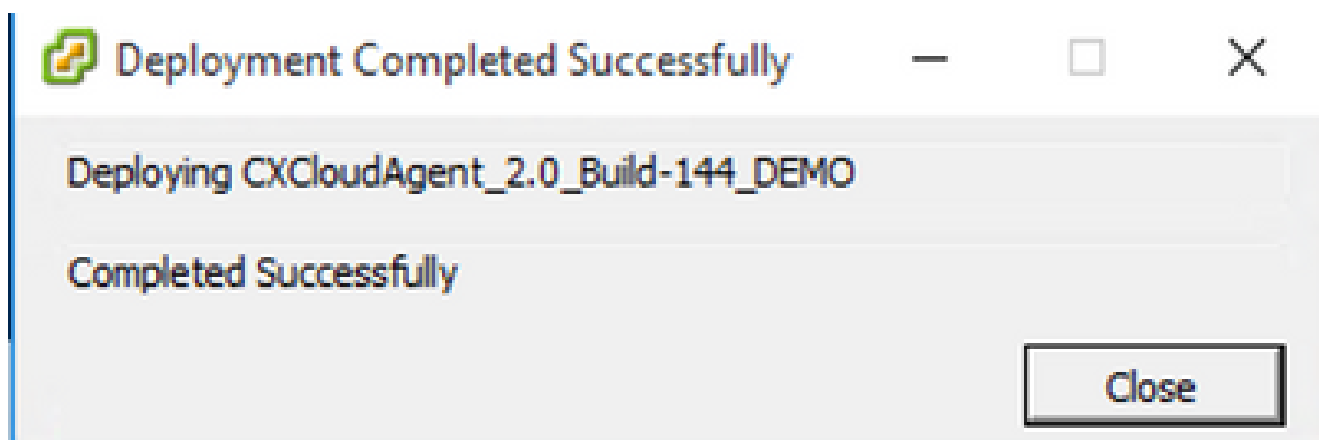 Deployment Completed Successfully
Deploying CXCloudAgent_2.0_Build-144_DEMO
Completed Successfully
Close